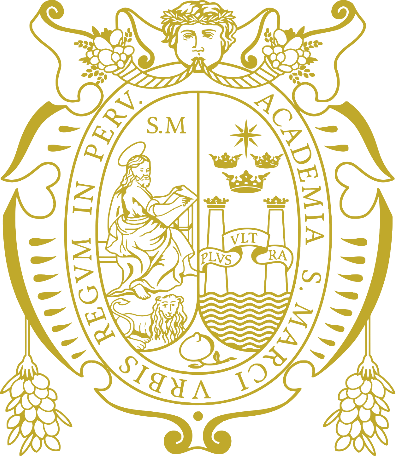 ACADEMIA S. MARCI VRBIS REGVM IN PERV.
S.M
PLVS VLT RA